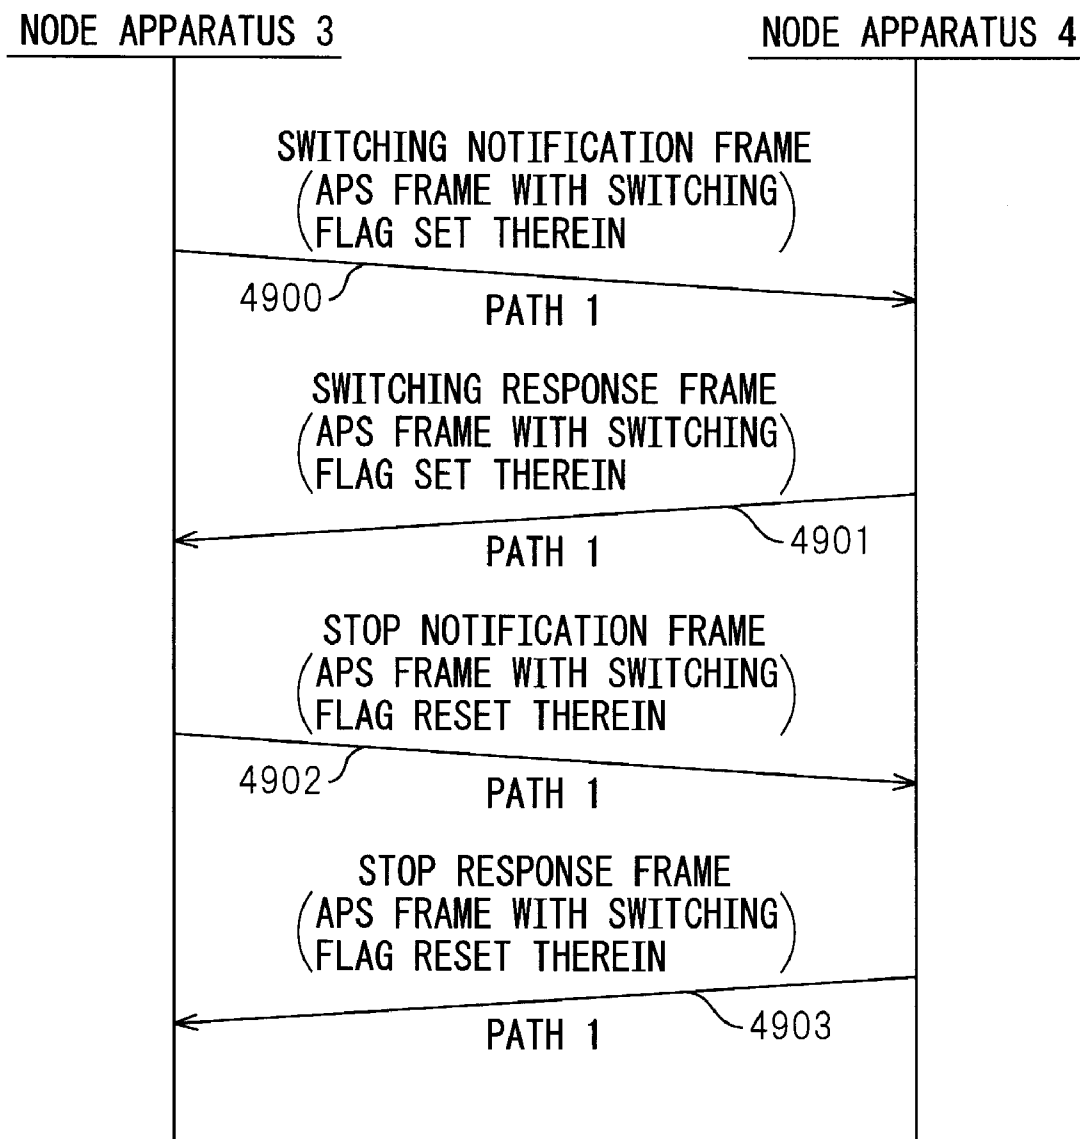 NODE APPARATUS 3
NODE APPARATUS 4
SWITCHING NOTIFICATION FRAME
(APS FRAME WITH SWITCHING
FLAG SET THEREIN)
4900
PATH 1
SWITCHING RESPONSE FRAME
(APS FRAME WITH SWITCHING
FLAG SET THEREIN)
4901
PATH 1
STOP NOTIFICATION FRAME
(APS FRAME WITH SWITCHING
FLAG RESET THEREIN)
4902
PATH 1
STOP RESPONSE FRAME
(APS FRAME WITH SWITCHING
FLAG RESET THEREIN)
4903
PATH 1